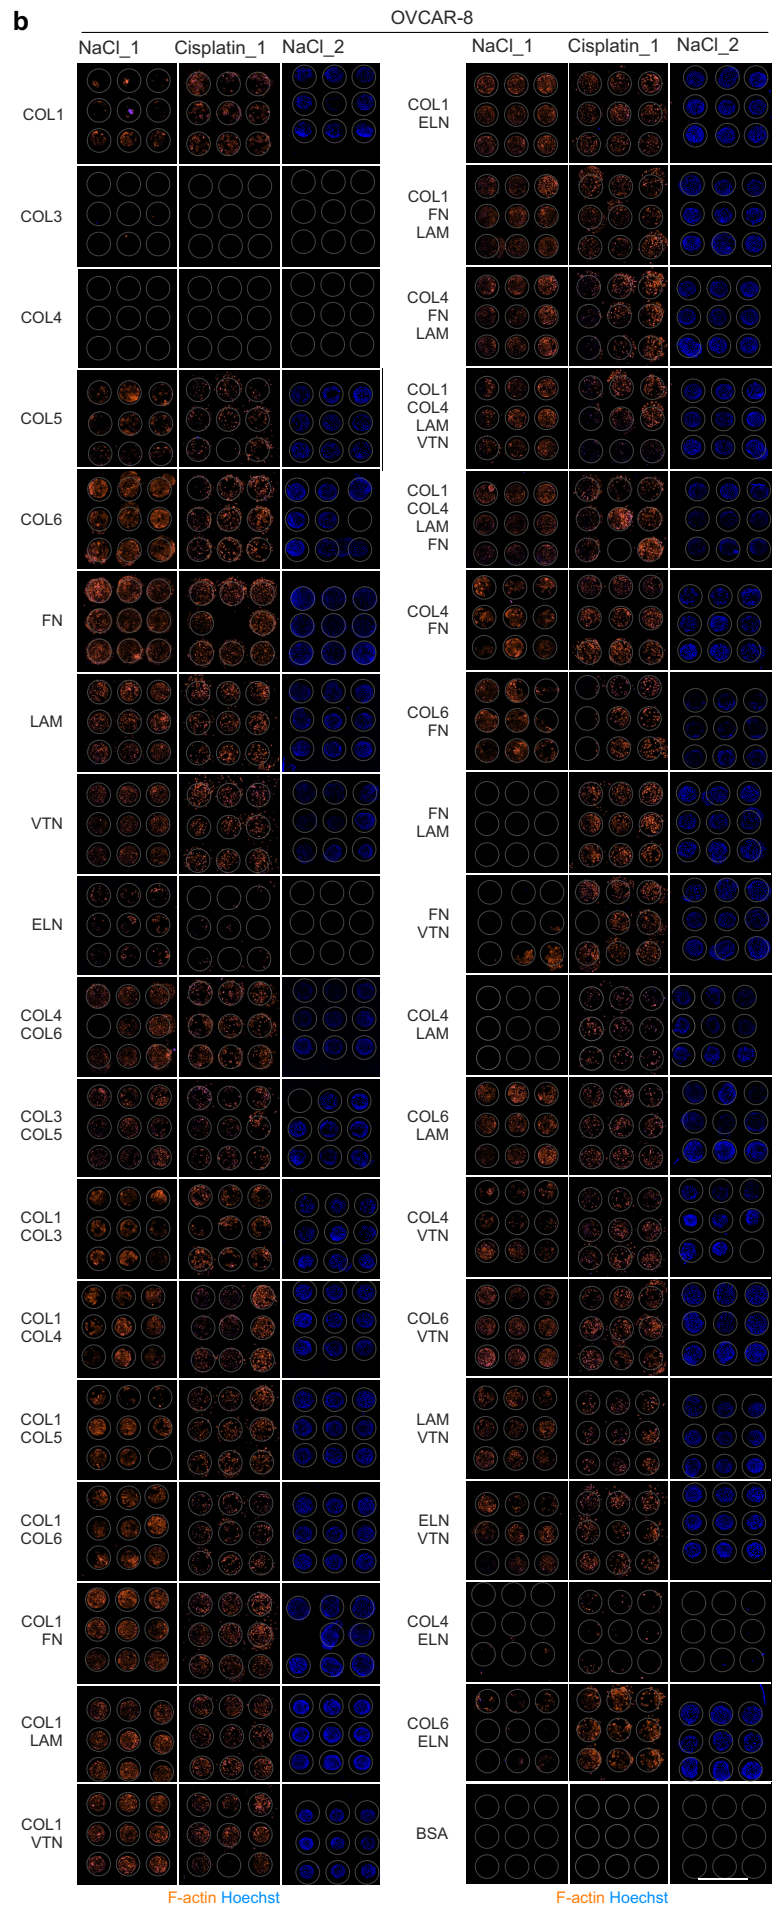 b
OVCAR-8
NaCl_1 Cisplatin_1 NaCl_2
COL1
COL3
COL4
COL5
COL6
FN
LAM
VTN
ELN
COL4
COL6
COL3
COL5
COL1
COL3
COL1
COL4
COL1
COL5
COL1
COL6
COL1
FN
COL1
LAM
COL1
VTN
F-actin Hoechst
NaCl_1 Cisplatin_1 NaCl_2
COL1
ELN
COL1
FN
LAM
COL4
FN
LAM
COL1
COL4
LAM
VTN
COL1
COL4
LAM
FN
COL4
FN
COL6
FN
FN
LAM
FN
VTN
COL4
LAM
COL6
LAM
COL4
VTN
COL6
VTN
LAM
VTN
ELN
VTN
COL4
ELN
COL6
ELN
BSA
F-actin Hoechst